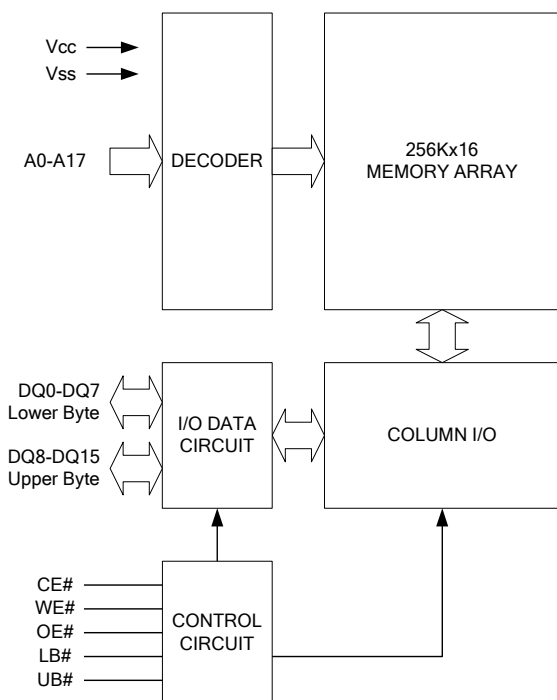 Vcc
Vss
A0-A17
DECODER
256Kx16
MEMORY ARRAY
DQ0-DQ7
Lower Byte
DQ8-DQ15
Upper Byte
I/O DATA
CIRCUIT
COLUMN I/O
CE#
WE#
OE#
LB#
UB#
CONTROL
CIRCUIT